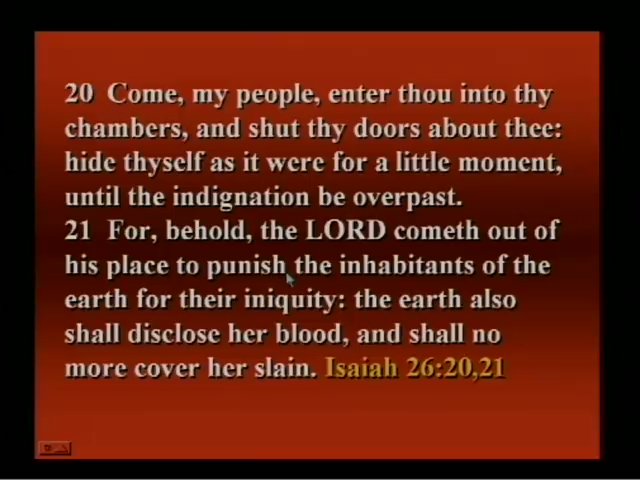 20 Come, my people, enter thou into thy
chambers, and shut thy doors about thee:
hide thyself as it were for a little moment,
until the indignation be overpast.
21 For, behold, the LORD cometh out of
his place to punish the inhabitants of the
earth for their iniquity: the earth also
shall disclose her blood, and shall no
more cover her slain. Isaiah 26:20,21